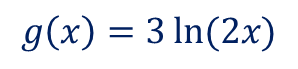 g(x) = 3 ln(2x)